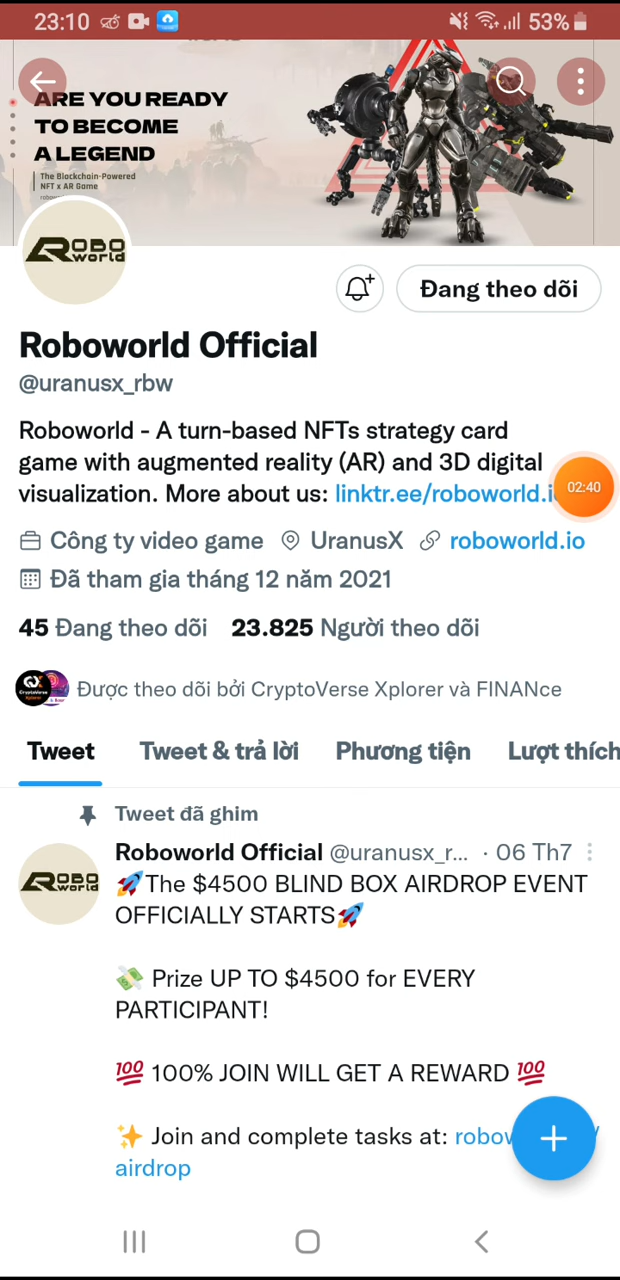 23:10
53%
ARE YOU READY
TO BECOME
A LEGEND
The Blockchain-Powered
NFT x AR Game
ROBO
world
Đang theo dõi
Roboworld Official
@uranusx_rbw
Roboworld - A turn-based NFTs strategy card
game with augmented reality (AR) and 3D digital
visualization. More about us: linktr.ee/roboworld.i
02:40
Công ty video game UranusX roboworld.io
Đã tham gia tháng 12 năm 2021
45 Đang theo dõi 23.825 Người theo dõi
Được theo dõi bởi CryptoVerse Xplorer và FINANce
Tweet Tweet & trả lời Phương tiện Lượt thích
Tweet đã ghim
ROBO
world
Roboworld Official @uranusx_r... · 06 Th7
🚀The $4500 BLIND BOX AIRDROP EVENT
OFFICIALLY STARTS🚀
💸 Prize UP TO $4500 for EVERY
PARTICIPANT!
💯 100% JOIN WILL GET A REWARD 💯
✨ Join and complete tasks at: robow
airdrop